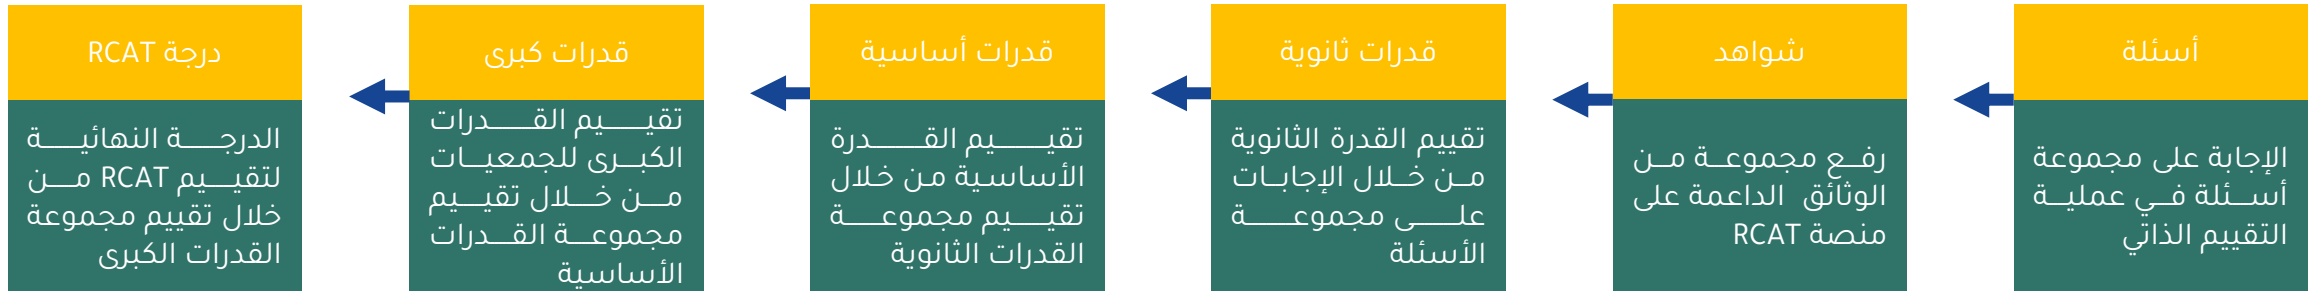 أسئلة
الإجابة على مجموعة
أسئلة في عملية
التقييم الذاتي
شواهد
رفع مجموعة من
الوثائق الداعمة على
منصة RCAT
قدرات ثانوية
تقييم القدرة الثانوية
من خلال الإجابات
على مجموعة
الأسئلة
قدرات أساسية
تقييم القدرة
الأساسية من خلال
تقييم مجموعة
القدرات الثانوية
قدرات كبرى
تقييم القدرات
الكبرى للجمعيات
من خلال تقييم
مجموعة القدرات
الأساسية
درجة RCAT
الدرجة النهائية
لتقييم RCAT من
خلال تقييم مجموعة
القدرات الكبرى